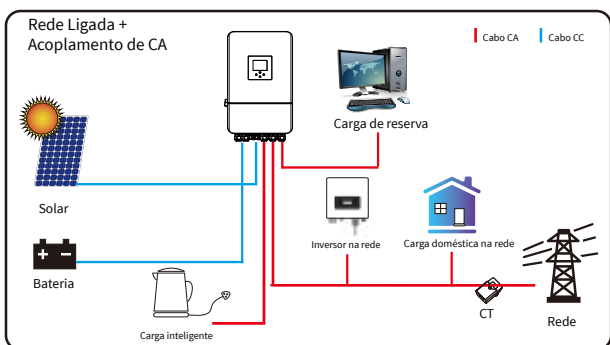 Rede Ligada +
Acoplamento de CA
Cabo CA
Cabo CC
Carga de reserva
Solar
Inversor na rede
Carga doméstica na rede
Bateria
CT
Rede
Carga inteligente